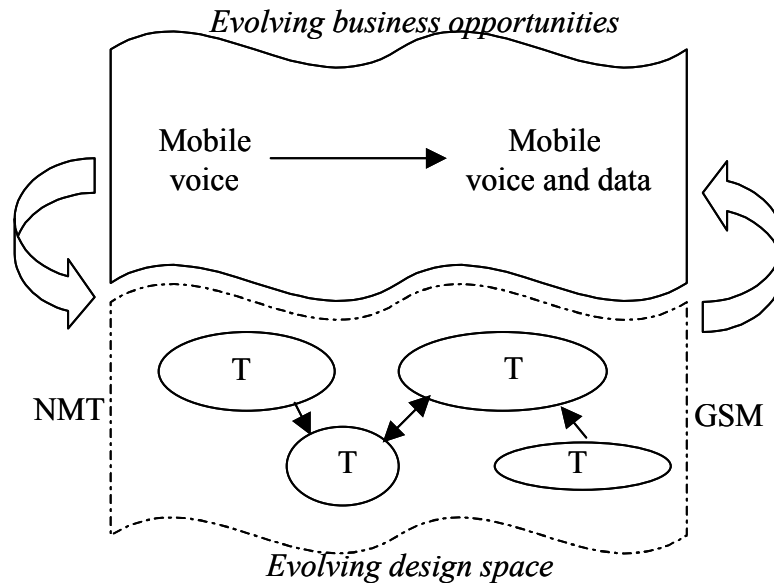 Evolving business opportunities
Mobile
voice
Mobile
voice and data
T
T
NMT
GSM
T
T
Evolving design space